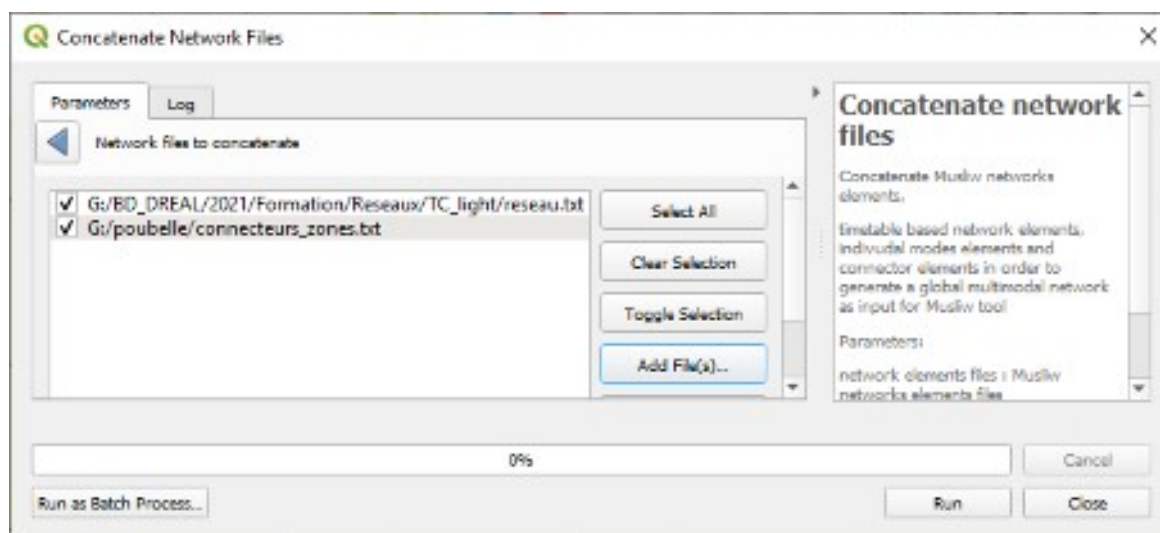 Concatenate Network Files
Parameters
Log
Network files to concatenate
G:/BD_DREAL/2021/Formation/Reseaux/TC_light/reseau.txt
G:/poubelle/connecteurs_zones.txt
Select All
Clear Selection
Toggle Selection
Add File(s)...
Concatenate network
files
Concatenate Musliw networks
elements,
timetable based network elements,
indivudal modes elements and
connector elements in order to
generate a global multimodal network
as input for Musliw tool
Parameters:
network elements files : Musliw
networks elements files
0%
Cancel
Run as Batch Process...
Run
Close